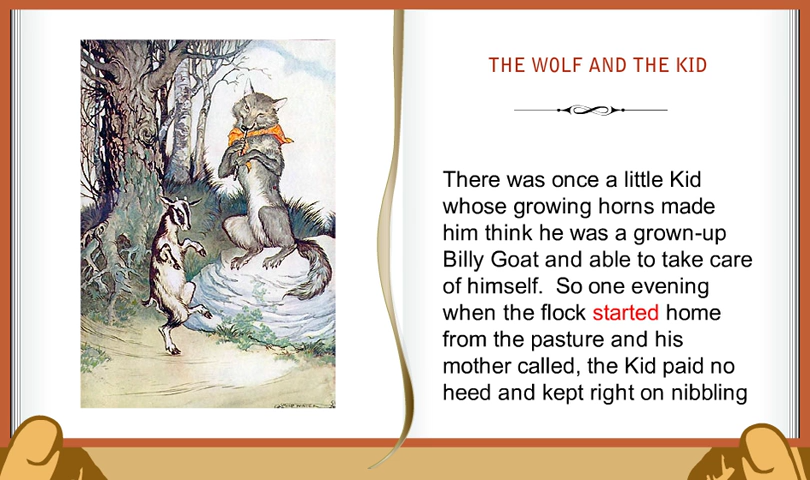 THE WOLF AND THE KID
There was once a little Kid
whose growing horns made
him think he was a grown-up
Billy Goat and able to take care
of himself.  So one evening
when the flock started home
from the pasture and his
mother called, the Kid paid no
heed and kept right on nibbling